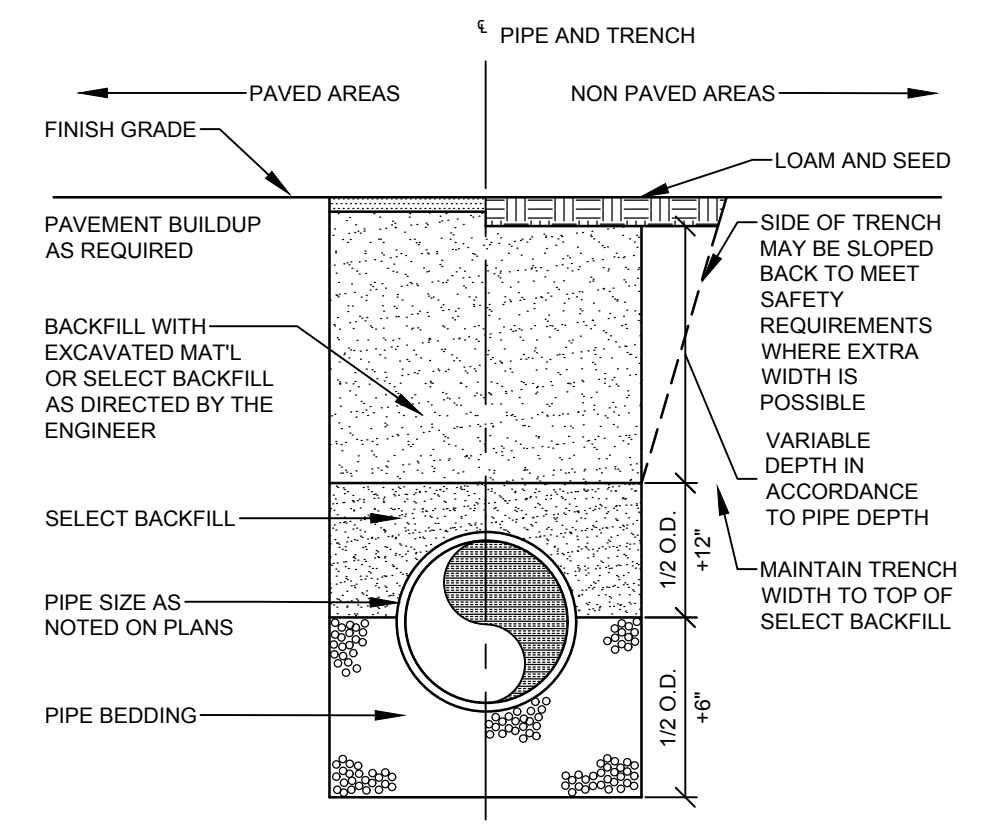 ℄ PIPE AND TRENCH
PAVED AREAS
NON PAVED AREAS
FINISH GRADE
LOAM AND SEED
PAVEMENT BUILDUP
AS REQUIRED
SIDE OF TRENCH
MAY BE SLOPED
BACK TO MEET
SAFETY
REQUIREMENTS
WHERE EXTRA
WIDTH IS
POSSIBLE
BACKFILL WITH
EXCAVATED MAT'L
OR SELECT BACKFILL
AS DIRECTED BY THE
ENGINEER
VARIABLE
DEPTH IN
ACCORDANCE
TO PIPE DEPTH
SELECT BACKFILL
1/2 O.D.
+12"
MAINTAIN TRENCH
WIDTH TO TOP OF
SELECT BACKFILL
PIPE SIZE AS
NOTED ON PLANS
PIPE BEDDING
1/2 O.D.
+6"